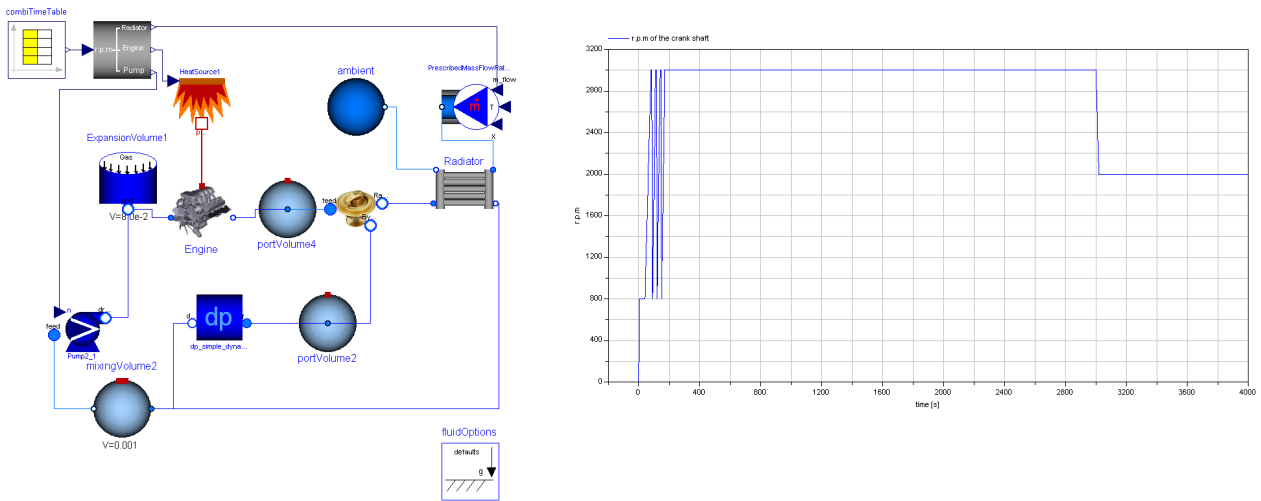 combiTimeTable
Radiator
r.p.m
Engine
Pump
HeatSource1
ambient
PrescribedMassFlowRat...
m_flow
ṁ
T
X
p...
ExpansionVolume1
Gas
V=8.0e-2
Radiator
feed
Ra...
By...
Engine
portVolume4
n
dr...
feed
Pump2_1
d...
dp
dp_simple_dyna...
portVolume2
mixingVolume2
V=0.001
fluidOptions
defaults
g
r.p.m of the crank shaft
3200
2800
2400
2000
1600
1200
800
400
0
r.p.m
0
400
800
1200
1600
2000
2400
2800
3200
3600
4000
time [s]